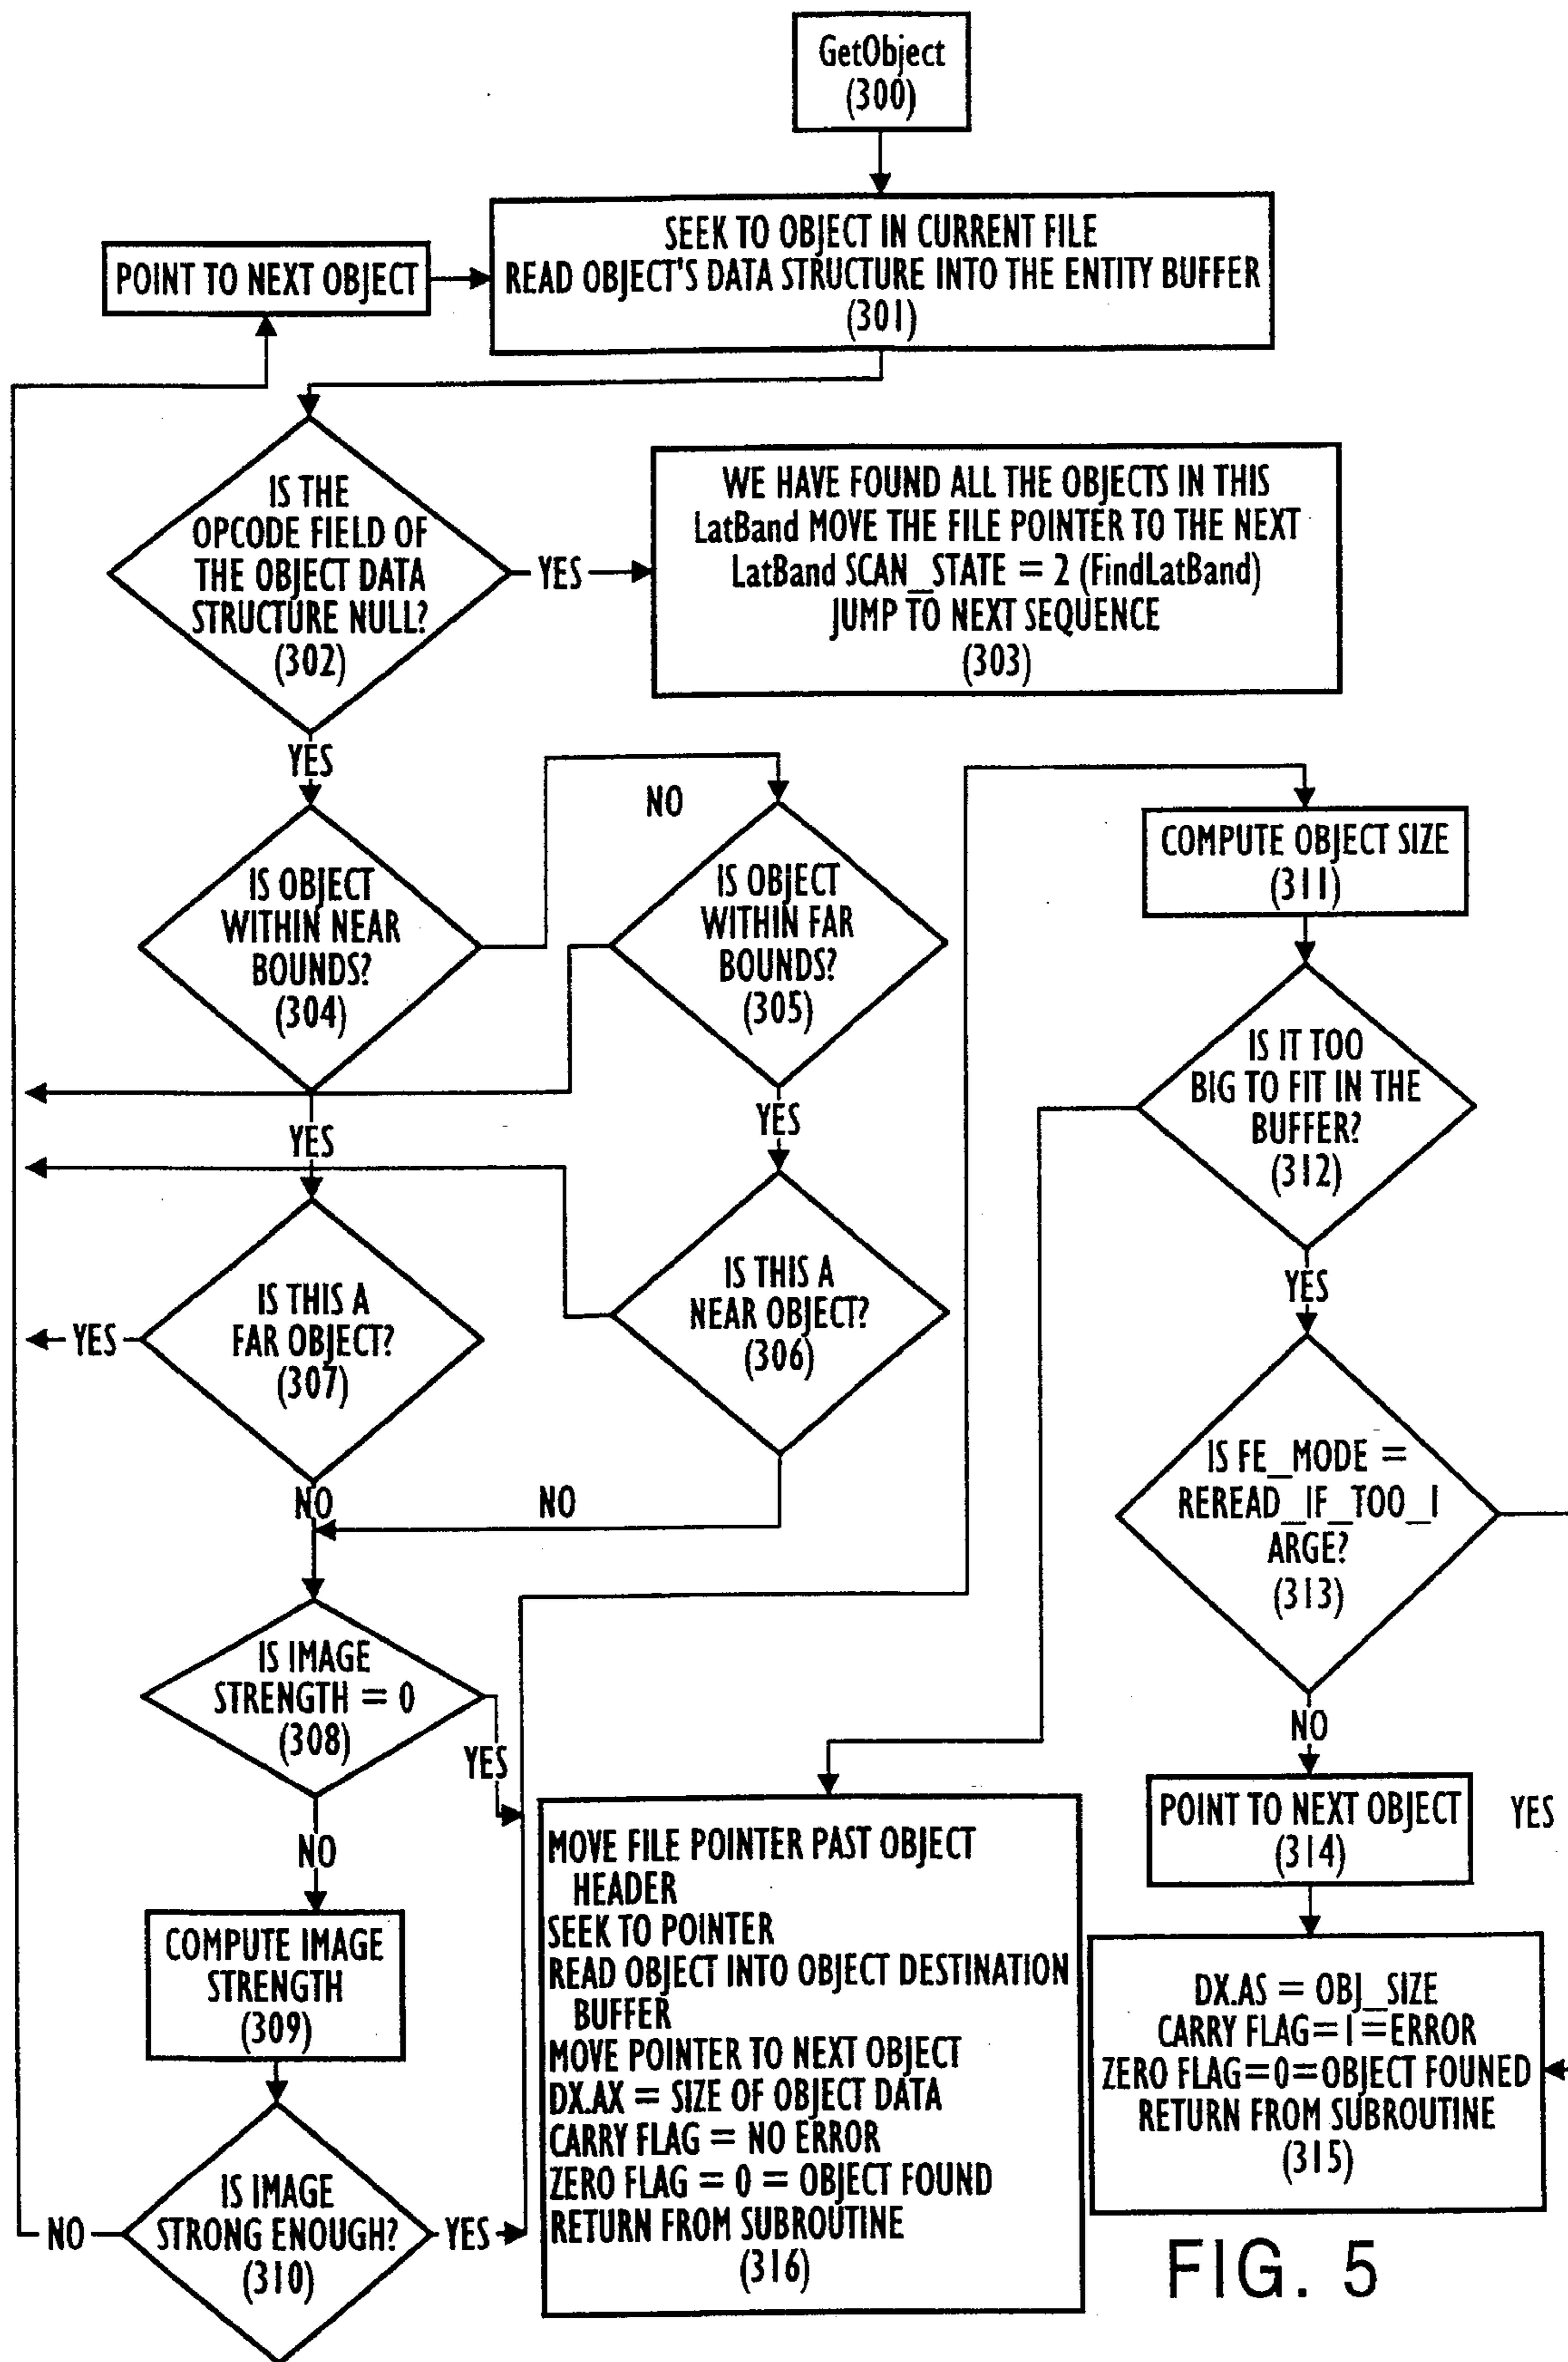 GetObject
(300)
SEEK TO OBJECT IN CURRENT FILE
READ OBJECT'S DATA STRUCTURE INTO THE ENTITY BUFFER
(301)
POINT TO NEXT OBJECT
IS THE
OPCODE FIELD OF
THE OBJECT DATA
STRUCTURE NULL?
(302)
YES
WE HAVE FOUND ALL THE OBJECTS IN THIS
LatBand MOVE THE FILE POINTER TO THE NEXT
LatBand SCAN_STATE = 2 (FindLatBand)
JUMP TO NEXT SEQUENCE
(303)
YES
IS OBJECT
WITHIN NEAR
BOUNDS?
(304)
NO
IS OBJECT
WITHIN FAR
BOUNDS?
(305)
YES
YES
IS THIS A
FAR OBJECT?
(307)
YES
IS THIS A
NEAR OBJECT?
(306)
NO
NO
IS IMAGE
STRENGTH = 0
(308)
YES
NO
COMPUTE IMAGE
STRENGTH
(309)
IS IMAGE
STRONG ENOUGH?
(310)
NO
YES
COMPUTE OBJECT SIZE
(311)
IS IT TOO
BIG TO FIT IN THE
BUFFER?
(312)
YES
IS FE_MODE =
REREAD_IF_TOO_I
ARGE?
(313)
NO
POINT TO NEXT OBJECT
(314)
YES
DX.AS = OBJ_SIZE
CARRY FLAG=1=ERROR
ZERO FLAG=0=OBJECT FOUNED
RETURN FROM SUBROUTINE
(315)
MOVE FILE POINTER PAST OBJECT
HEADER
SEEK TO POINTER
READ OBJECT INTO OBJECT DESTINATION
BUFFER
MOVE POINTER TO NEXT OBJECT
DX.AX = SIZE OF OBJECT DATA
CARRY FLAG = NO ERROR
ZERO FLAG = 0 = OBJECT FOUND
RETURN FROM SUBROUTINE
(316)
FIG. 5